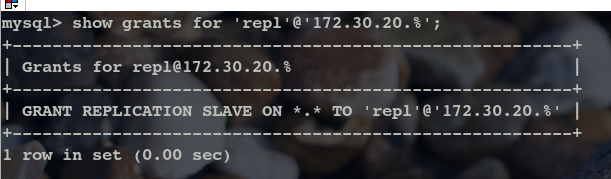 mysql> show grants for 'repl'@'172.30.20.%';
+-----------------------------------------------------+
| Grants for repl@172.30.20.%                         |
+-----------------------------------------------------+
| GRANT REPLICATION SLAVE ON *.* TO 'repl'@'172.30.20.%' |
+-----------------------------------------------------+
1 row in set (0.00 sec)